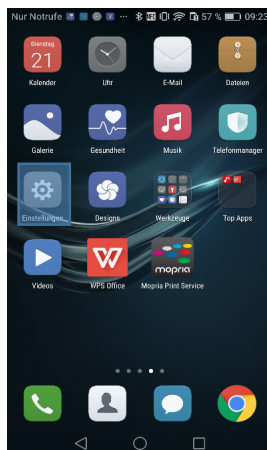 Nur Notrufe ... 57 % 09:23
Dienstag
21
Kalender Uhr E-Mail Dateien
Galerie Gesundheit Musik Telefonmanager
Einstellungen Designs Werkzeuge Top Apps
W
mopria
Videos WPS Office Mopria Print Service